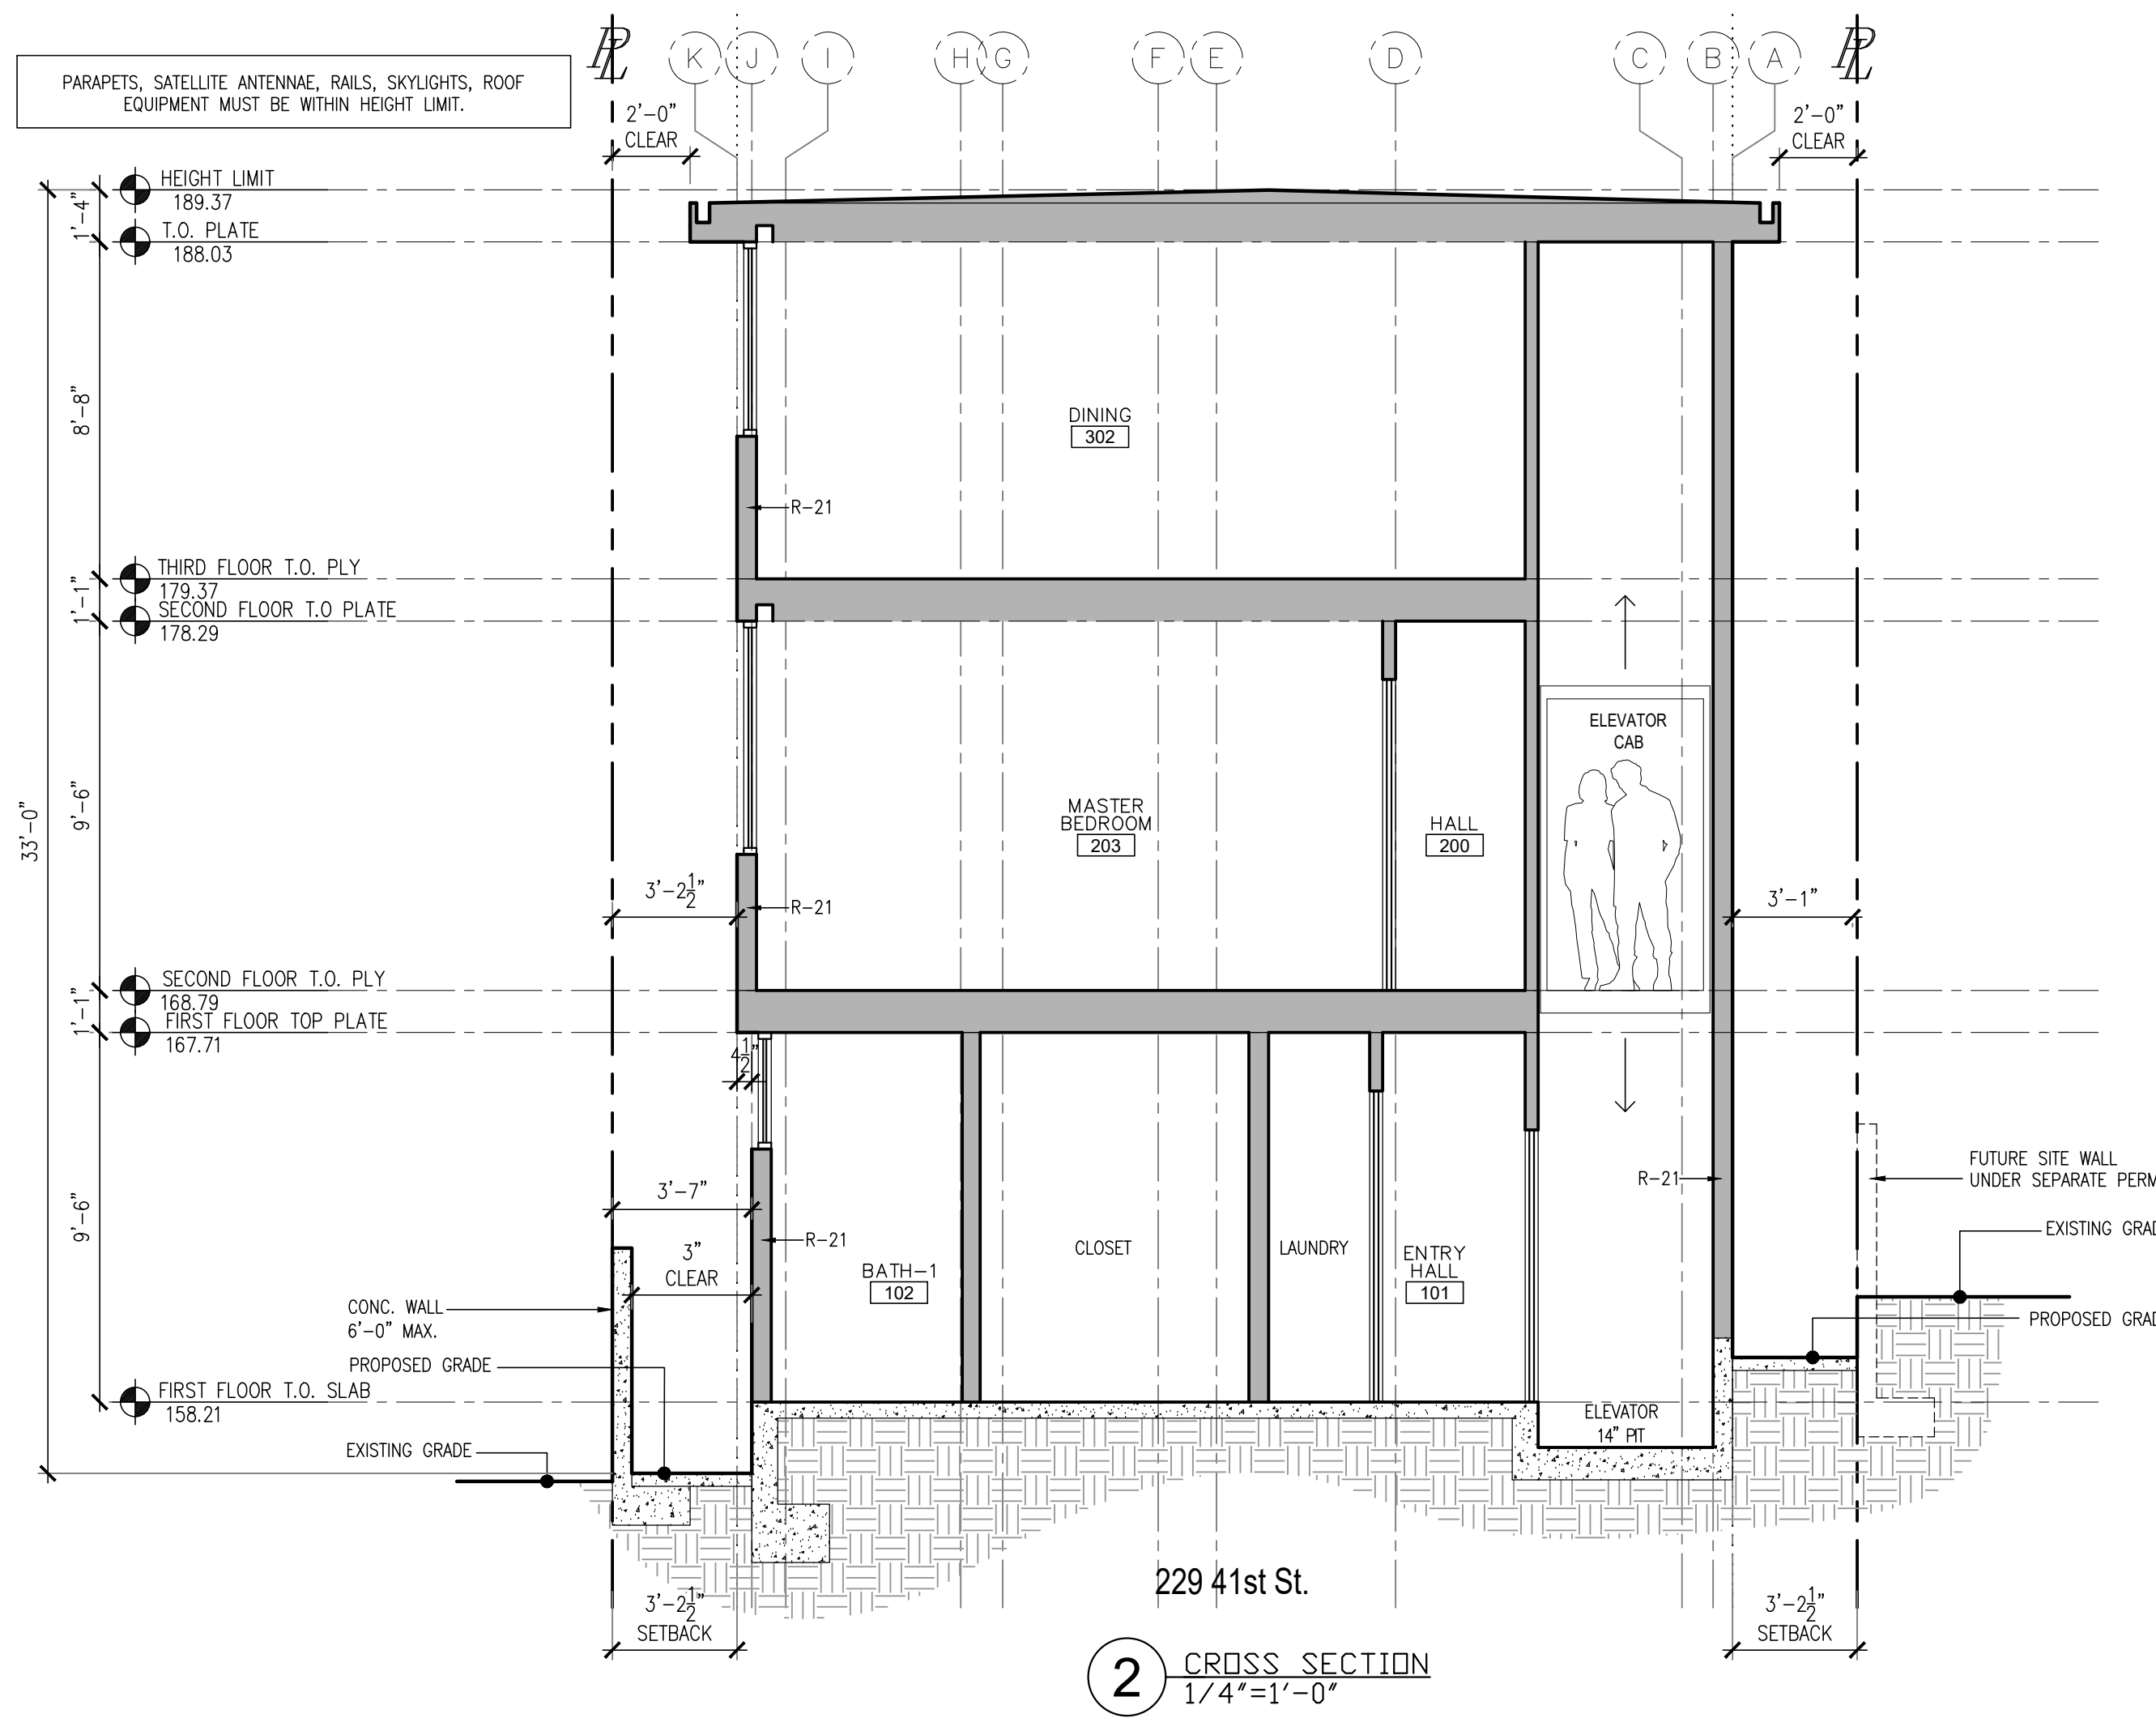 PARAPETS, SATELLITE ANTENNAE, RAILS, SKYLIGHTS, ROOF
EQUIPMENT MUST BE WITHIN HEIGHT LIMIT.
PL
K
J
I
H
G
F
E
D
C
B
A
PL
2'-0"
CLEAR
2'-0"
CLEAR
HEIGHT LIMIT
189.37
1'-4"
T.O. PLATE
188.03
8'-8"
DINING
302
R-21
THIRD FLOOR T.O. PLY
179.37
1'-1"
SECOND FLOOR T.O PLATE
178.29
ELEVATOR
CAB
33'-0"
9'-6"
MASTER
BEDROOM
203
HALL
200
3'-2 1/2"
R-21
3'-1"
SECOND FLOOR T.O. PLY
168.79
1'-1"
FIRST FLOOR TOP PLATE
167.71
4 1/2"
FUTURE SITE WALL
UNDER SEPARATE PERM
R-21
9'-6"
3'-7"
EXISTING GRAD
R-21
3"
CLEAR
CLOSET
LAUNDRY
ENTRY
HALL
101
BATH-1
102
CONC. WALL
6'-0" MAX.
PROPOSED GRAD
PROPOSED GRADE
FIRST FLOOR T.O. SLAB
158.21
ELEVATOR
14" PIT
EXISTING GRADE
229 41st St.
3'-2 1/2"
SETBACK
3'-2 1/2"
SETBACK
2
CROSS SECTION
1/4"=1'-0"